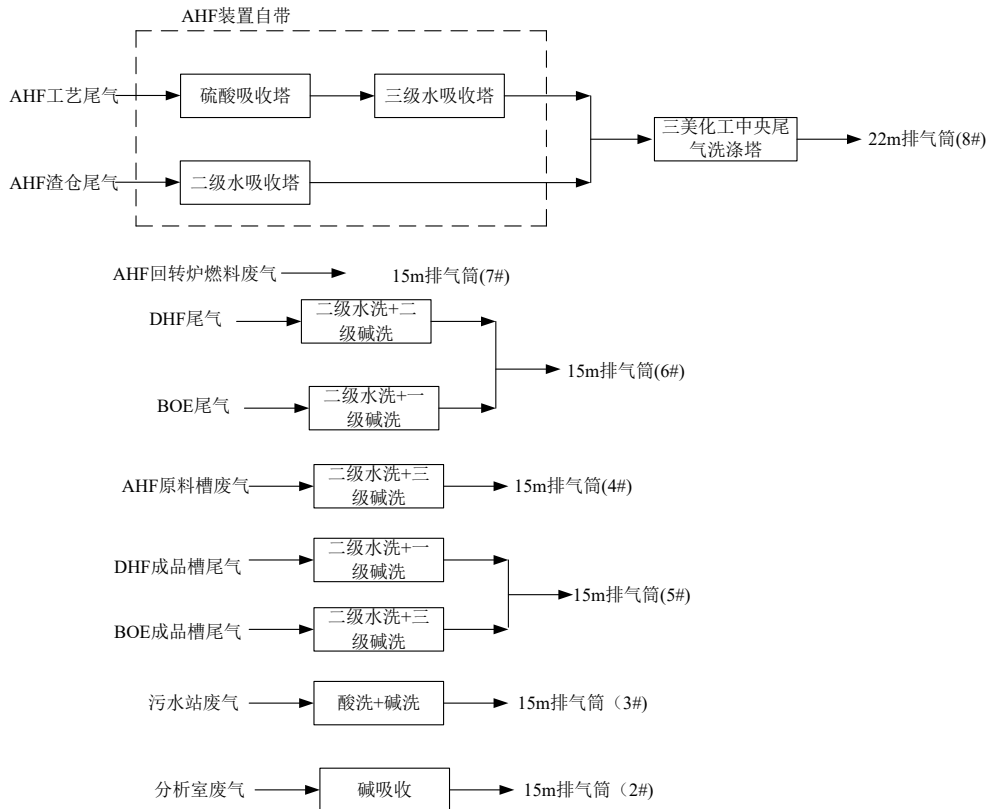 AHF装置自带
AHF工艺尾气
硫酸吸收塔
三级水吸收塔
三美化工中央尾
气洗涤塔
22m排气筒(8#)
AHF渣仓尾气
二级水吸收塔
AHF回转炉燃料废气
15m排气筒(7#)
DHF尾气
二级水洗+二
级碱洗
15m排气筒(6#)
BOE尾气
二级水洗+一
级碱洗
AHF原料槽废气
二级水洗+三
级碱洗
15m排气筒(4#)
DHF成品槽尾气
二级水洗+一
级碱洗
15m排气筒(5#)
BOE成品槽尾气
二级水洗+三
级碱洗
污水站废气
酸洗+碱洗
15m排气筒（3#)
分析室废气
碱吸收
15m排气筒（2#)